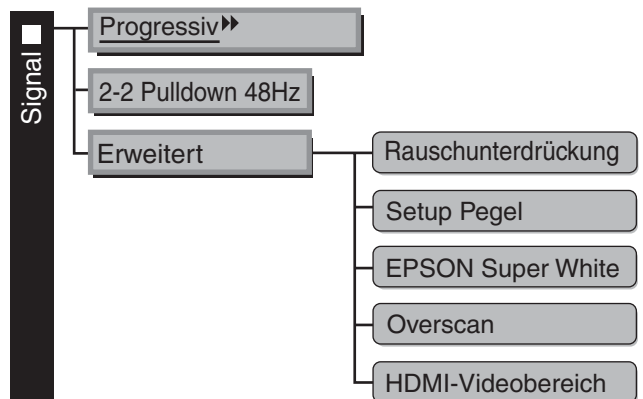 Signal
Progressiv
2-2 Pulldown 48Hz
Erweitert
Rauschunterdrückung
Setup Pegel
EPSON Super White
Overscan
HDMI-Videobereich